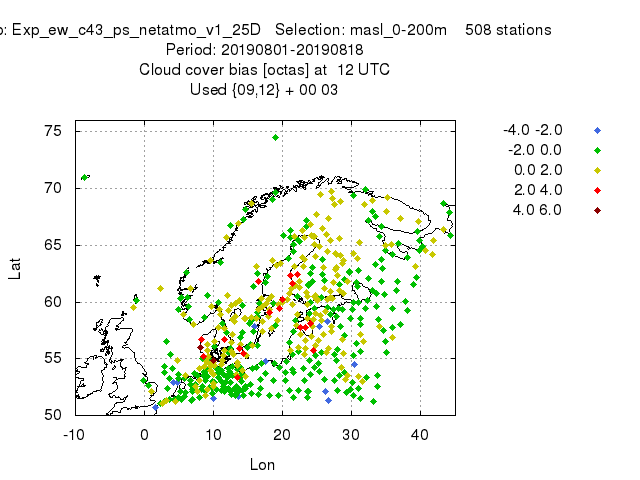 : Exp_ew_c43_ps_netatmo_v1_25D Selection: masl_0-200m 508 stations
Period: 20190801-20190818
Cloud cover bias [octas] at 12 UTC
Used {09,12} + 00 03
-4.0 -2.0
-2.0 0.0
0.0 2.0
2.0 4.0
4.0 6.0
75
70
65
60
55
50
Lat
-10 0 10 20 30 40
Lon